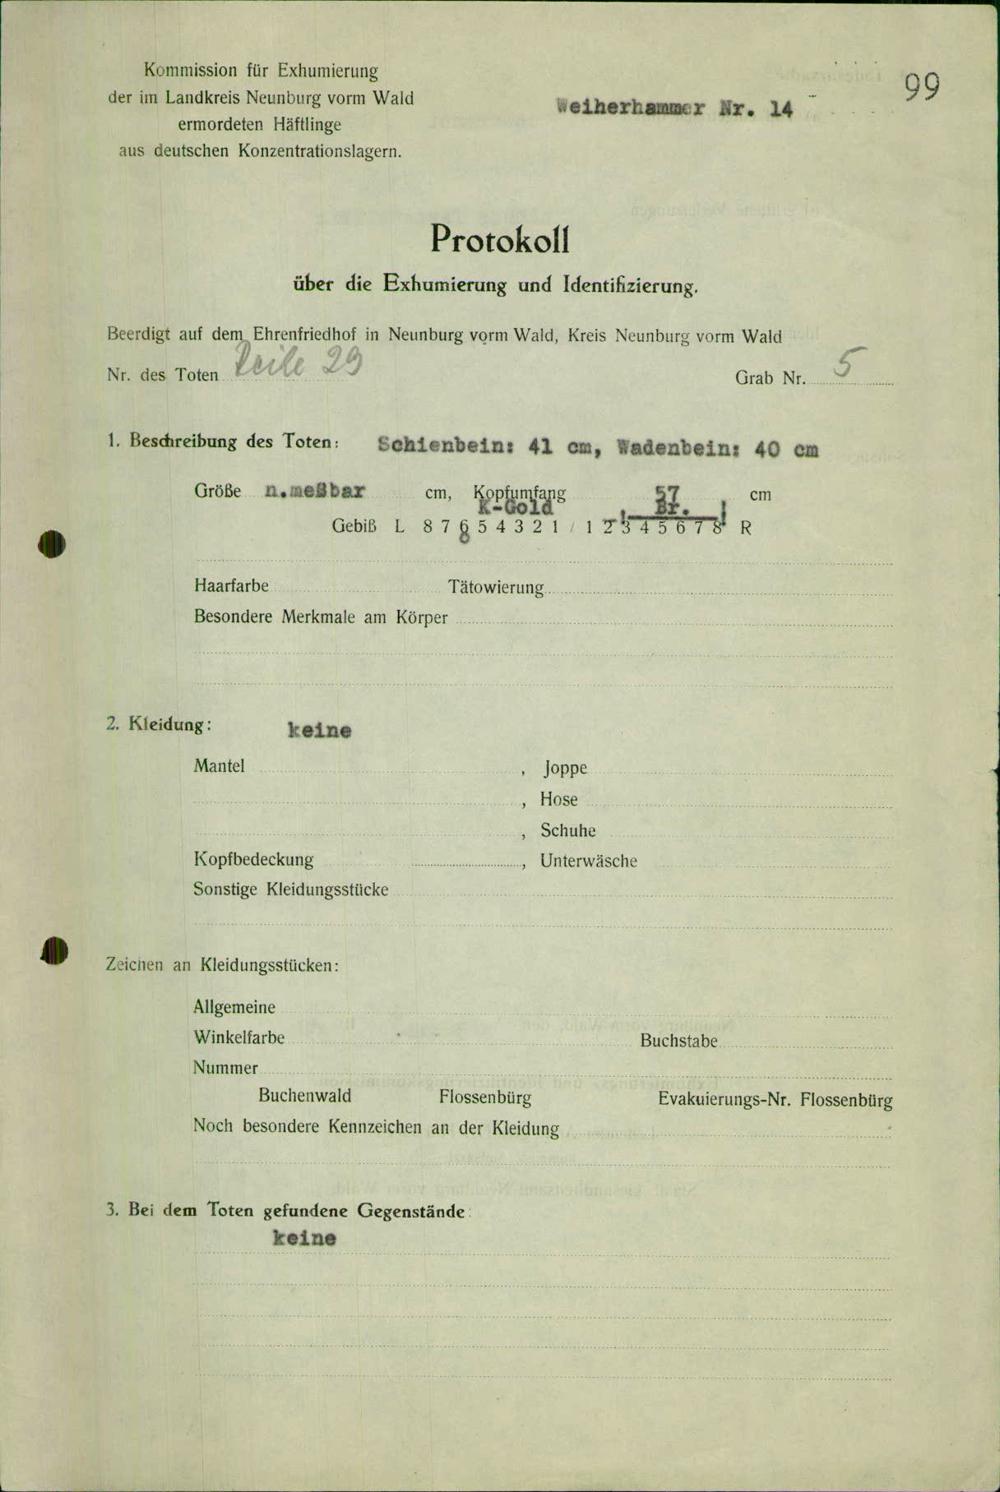 Kommission für Exhumierung
der im Landkreis Neunburg vorm Wald
ermordeten Häftlinge
aus deutschen Konzentrationslagern.
Weiherhammer Nr. 14
99
Protokoll
über die Exhumierung und Identifizierung.
Beerdigt auf dem Ehrenfriedhof in Neunburg vorm Wald, Kreis Neunburg vorm Wald
Nr. des Toten Reihe 29 Grab Nr. 5
1. Beschreibung des Toten: Schienbein: 41 cm, Wadenbein: 40 cm
Größe n.meßbar cm, Kopfumfang 57 cm
K-Gold Br.
Gebiß L 8 7 6 5 4 3 2 1 / 1 2 3 4 5 6 7 8 R
Haarfarbe Tätowierung
Besondere Merkmale am Körper
2. Kleidung: keine
Mantel , Joppe
, Hose
, Schuhe
Kopfbedeckung , Unterwäsche
Sonstige Kleidungsstücke
Zeichen an Kleidungsstücken:
Allgemeine
Winkelfarbe Buchstabe
Nummer
Buchenwald Flossenbürg Evakuierungs-Nr. Flossenbürg
Noch besondere Kennzeichen an der Kleidung
3. Bei dem Toten gefundene Gegenstände:
keine